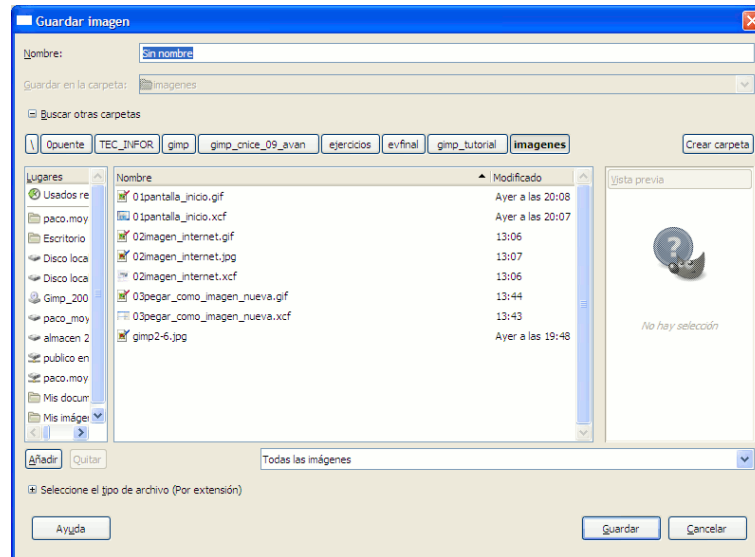 Guardar imagen
Nombre: Sin nombre
Guardar en la carpeta: imagenes
Buscar otras carpetas
\ 0puente TEC_INFOR gimp gimp_cnice_09_avan ejercicios evfinal gimp_tutorial imagenes Crear carpeta
Lugares Nombre Modificado Vista previa
Usados re 01pantalla_inicio.gif Ayer a las 20:08
01pantalla_inicio.xcf Ayer a las 20:07
paco.moy 02imagen_internet.gif 13:06
Escritorio 02imagen_internet.jpg 13:07
Disco loca 02imagen_internet.xcf 13:06
Disco loca 03pegar_como_imagen_nueva.gif 13:44
Gimp_200 03pegar_como_imagen_nueva.xcf 13:43
paco_moy gimp2-6.jpg Ayer a las 19:48
No hay selección
almacen 2
publico en
paco.moy
Mis docum
Mis imáge
Añadir Quitar Todas las imágenes
Seleccione el tipo de archivo (Por extensión)
Ayuda Guardar Cancelar